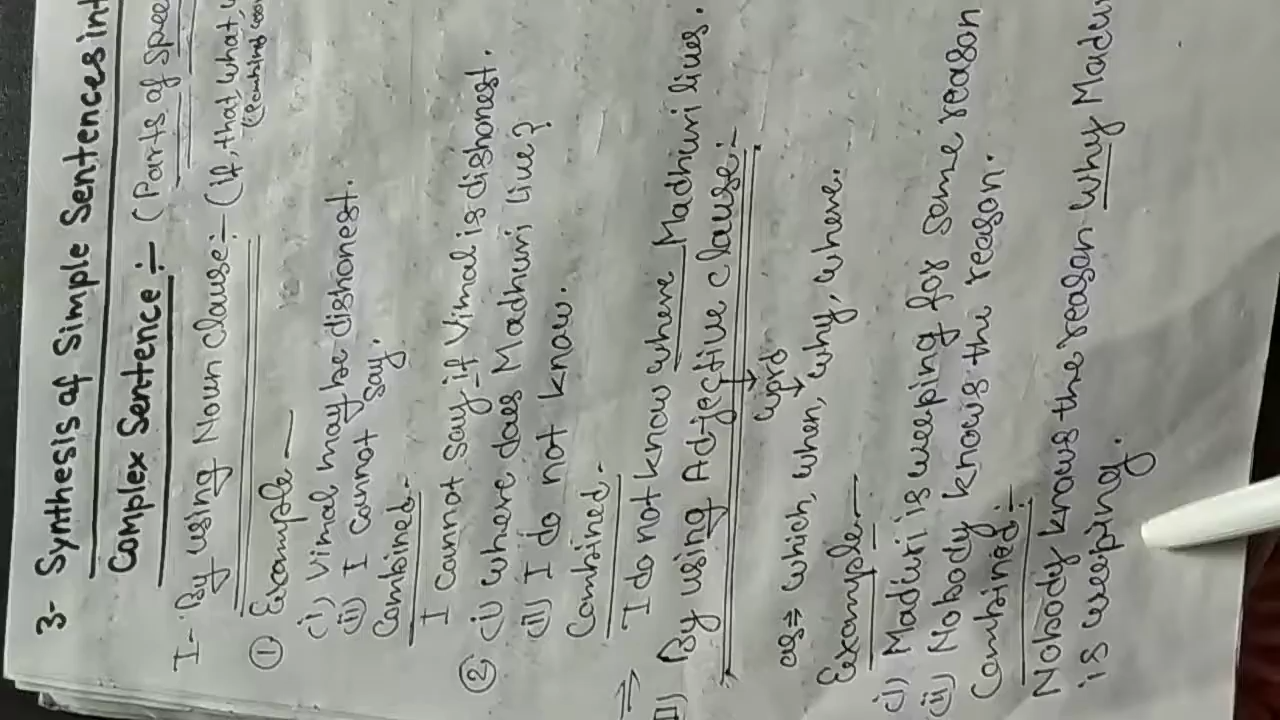 3- Synthesis of Simple Sentences int
Complex Sentence :- (Parts of Spee
I- By using Noun clause :- (if, that what,
① Example —
(i) Vimal may be dishonest.
(ii) I cannot say.
Combined -
I cannot say if Vimal is dishonest.
② (i) Where does Madhuri live?
(ii) I do not know.
Combined.
⇒ I do not know where Madhuri lives.
II) By using Adjective clause :-
word
as ⇒ which, when, why, where.
Example —
(i) Maduri is weeping for some reason
(ii) Nobody knows the reason.
Combined :-
Nobody knows the reason why Madur
is weeping.